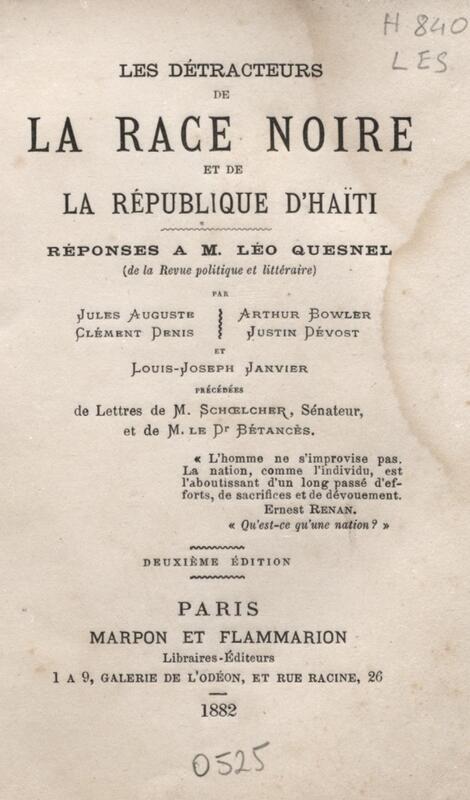 H 840
LES
LES DÉTRACTEURS
DE
LA RACE NOIRE
ET DE
LA RÉPUBLIQUE D'HAÏTI
RÉPONSES A M. LÉO QUESNEL
(de la Revue politique et littéraire)
PAR
JULES AUGUSTE ARTHUR BOWLER
CLÉMENT DENIS JUSTIN DÉVOST
ET
LOUIS-JOSEPH JANVIER
PRÉCÉDÉES
de Lettres de M. SCHŒLCHER, Sénateur,
et de M. LE Dr BÉTANCÈS.
« L'homme ne s'improvise pas.
La nation, comme l'individu, est
l'aboutissant d'un long passé d'ef-
forts, de sacrifices et de dévouement.
Ernest RENAN.
« Qu'est-ce qu'une nation ? »
DEUXIÈME ÉDITION
PARIS
MARPON ET FLAMMARION
Libraires-Éditeurs
1 A 9, GALERIE DE L'ODÉON, ET RUE RACINE, 26
1882
0525